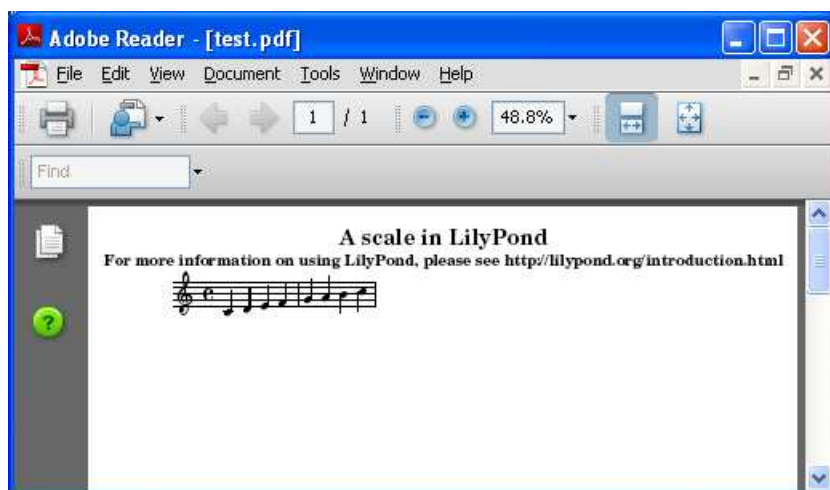 Adobe Reader - [test.pdf]
File Edit View Document Tools Window Help
1 / 1 48.8%
Find
A scale in LilyPond
For more information on using LilyPond, please see http://lilypond.org/introduction.html